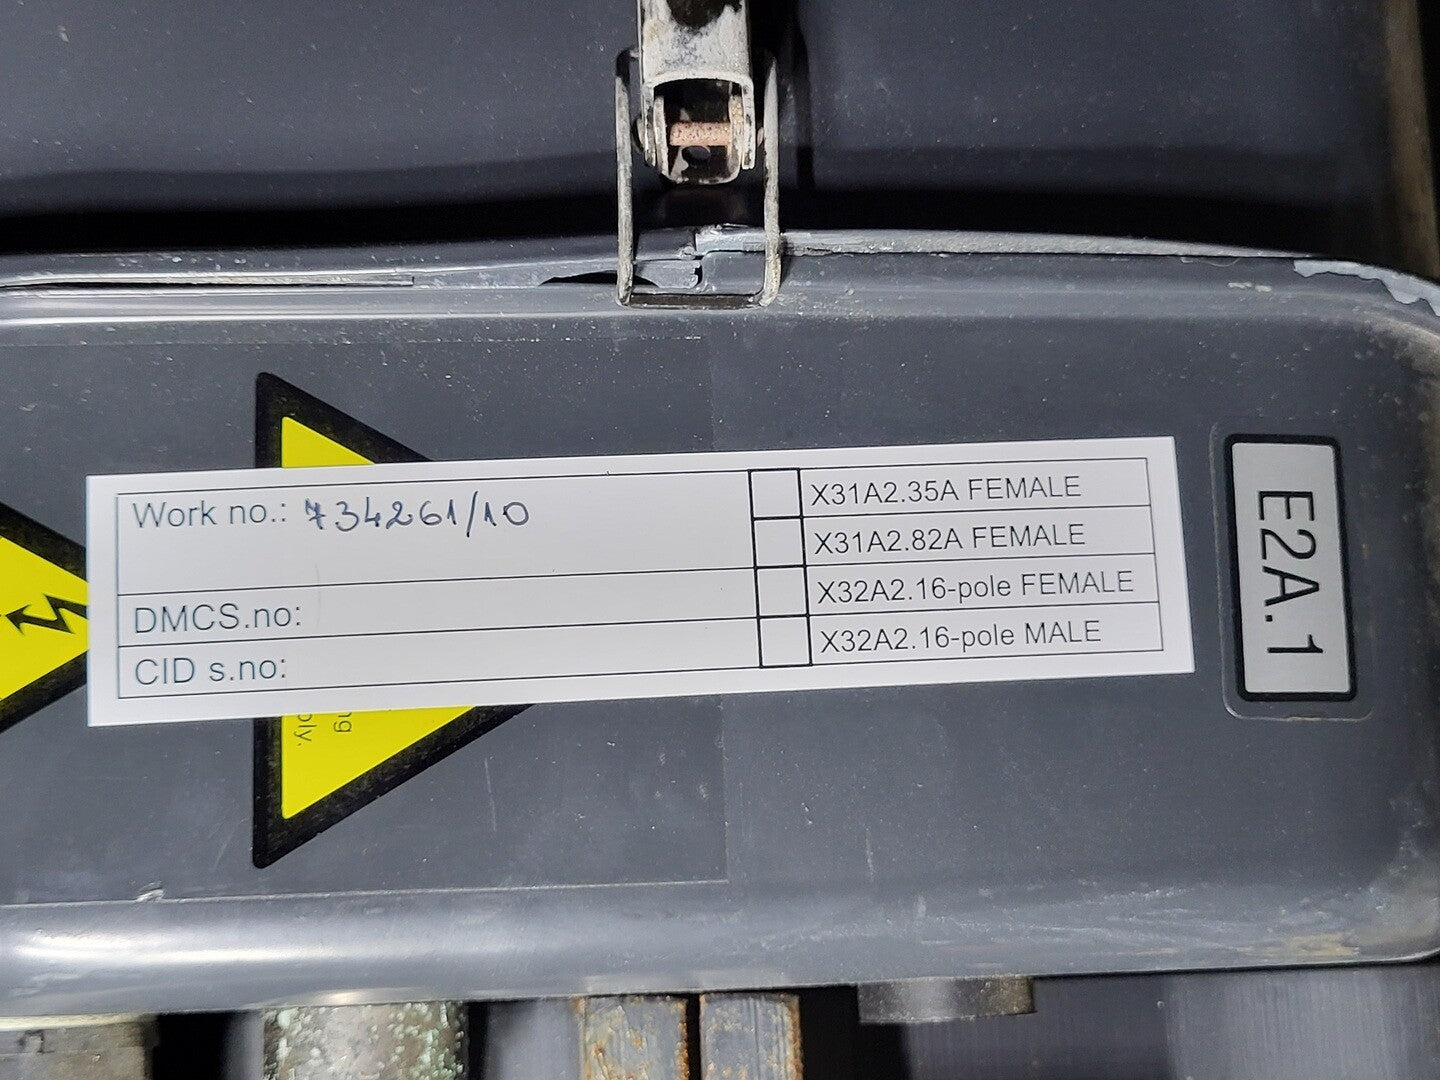 Work no.: 734261/10
DMCS.no:
CID s.no:
X31A2.35A FEMALE
X31A2.82A FEMALE
X32A2.16-pole FEMALE
X32A2.16-pole MALE
E2A.1